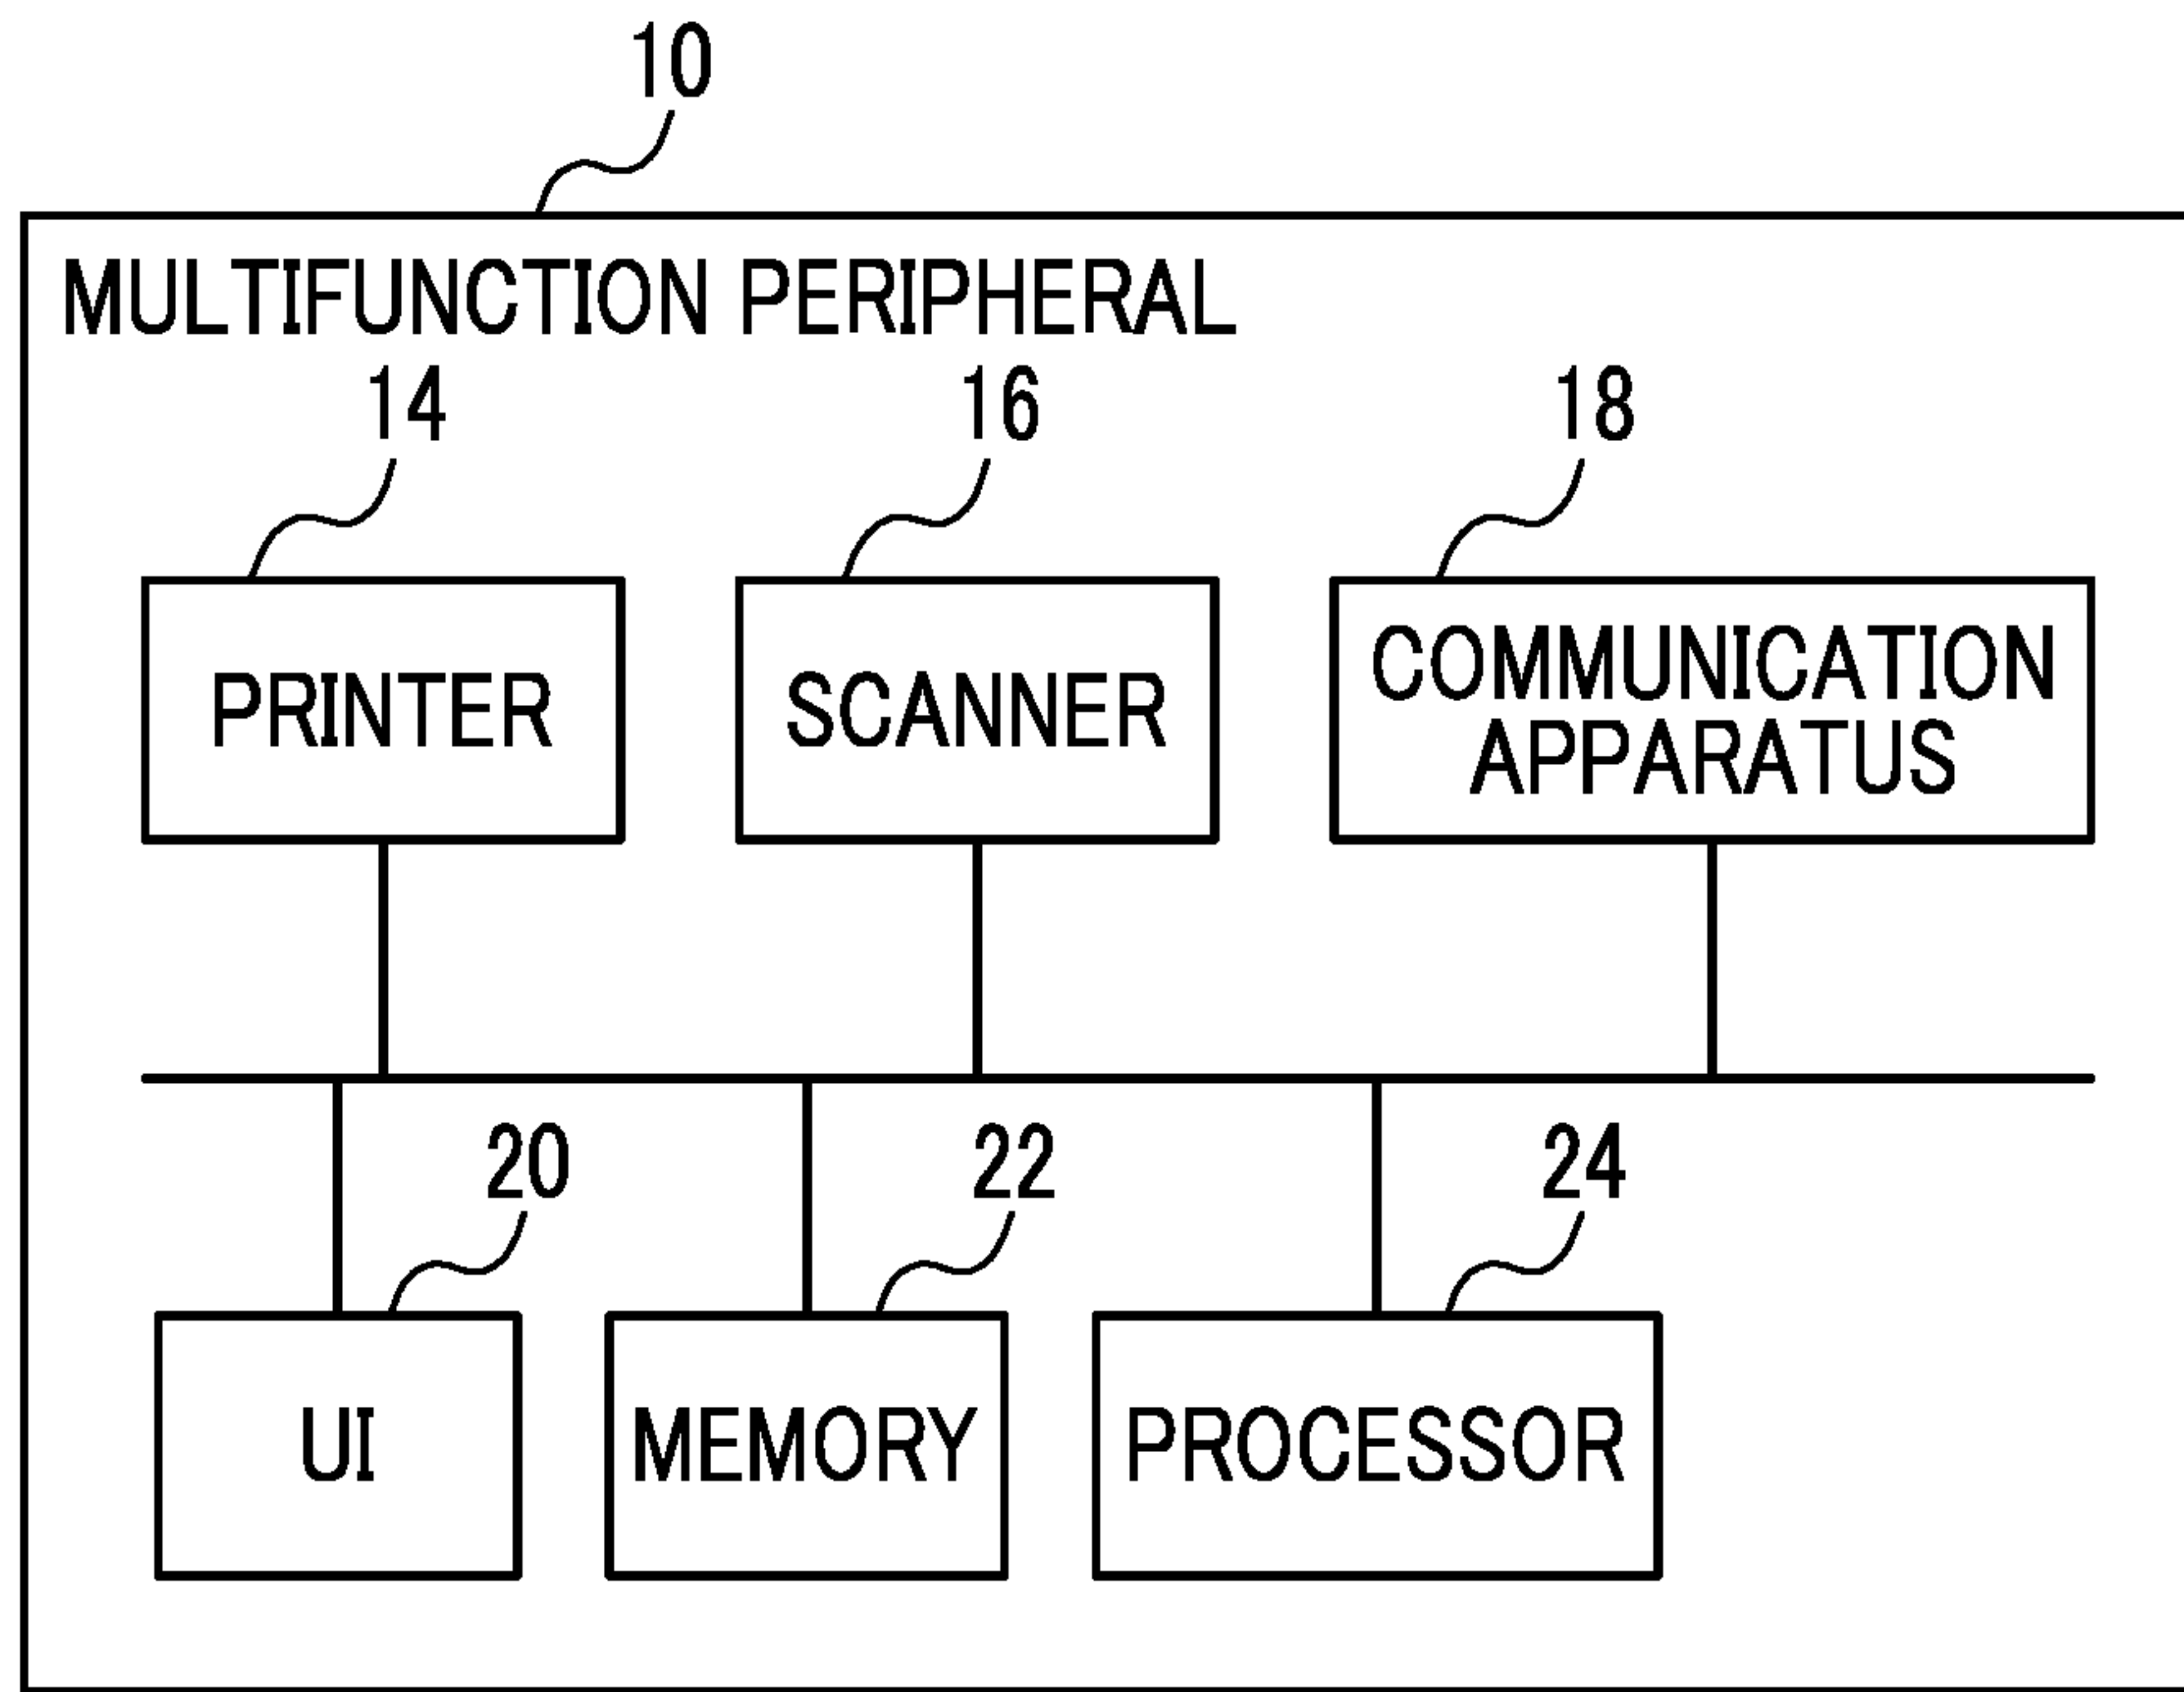 10
MULTIFUNCTION PERIPHERAL
14
16
18
PRINTER
SCANNER
COMMUNICATION
APPARATUS
20
22
24
UI
MEMORY
PROCESSOR